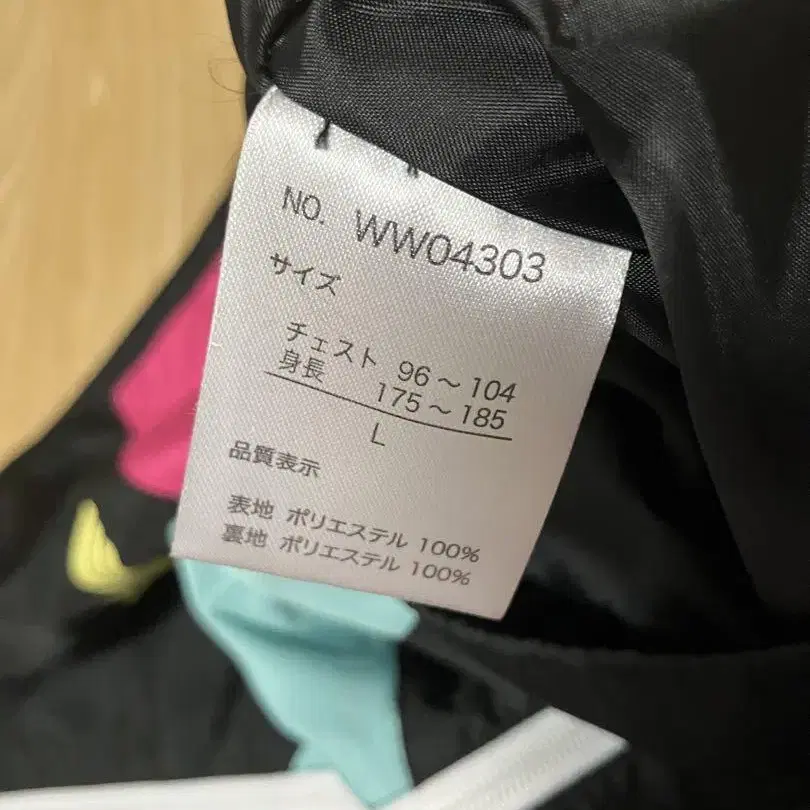 NO. WW04303
サイズ
チェスト 96～104
身長 175～185
L
品質表示
表地 ポリエステル 100%
裏地 ポリエステル 100%